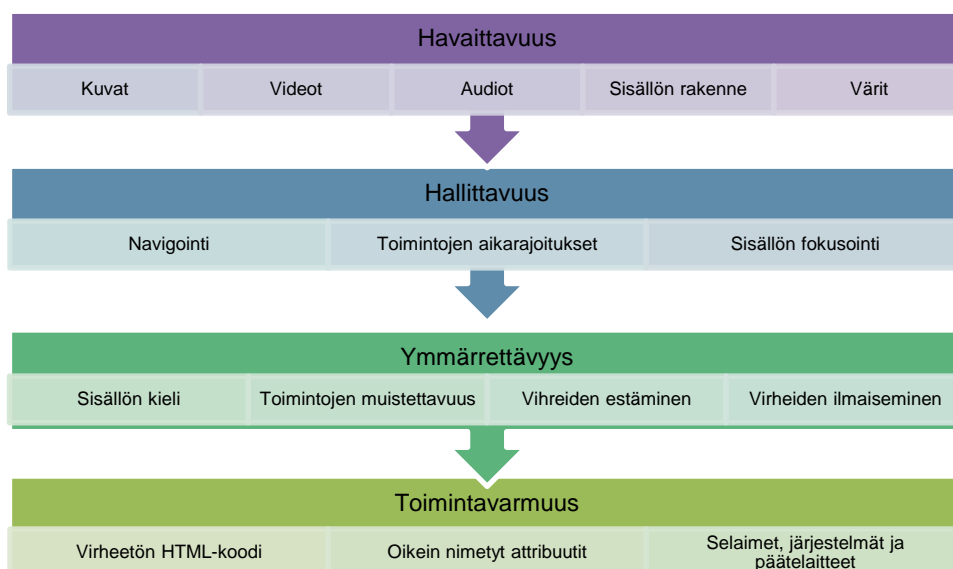 Havaittavuus
Kuvat
Videot
Audiot
Sisällön rakenne
Värit
Hallittavuus
Navigointi
Toimintojen aikarajoitukset
Sisällön fokusointi
Ymmärrettävyys
Sisällön kieli
Toimintojen muistettavuus
Vihreiden estäminen
Virheiden ilmaiseminen
Toimintavarmuus
Virheetön HTML-koodi
Oikein nimetyt attribuutit
Selaimet, järjestelmät ja
päätelaitteet